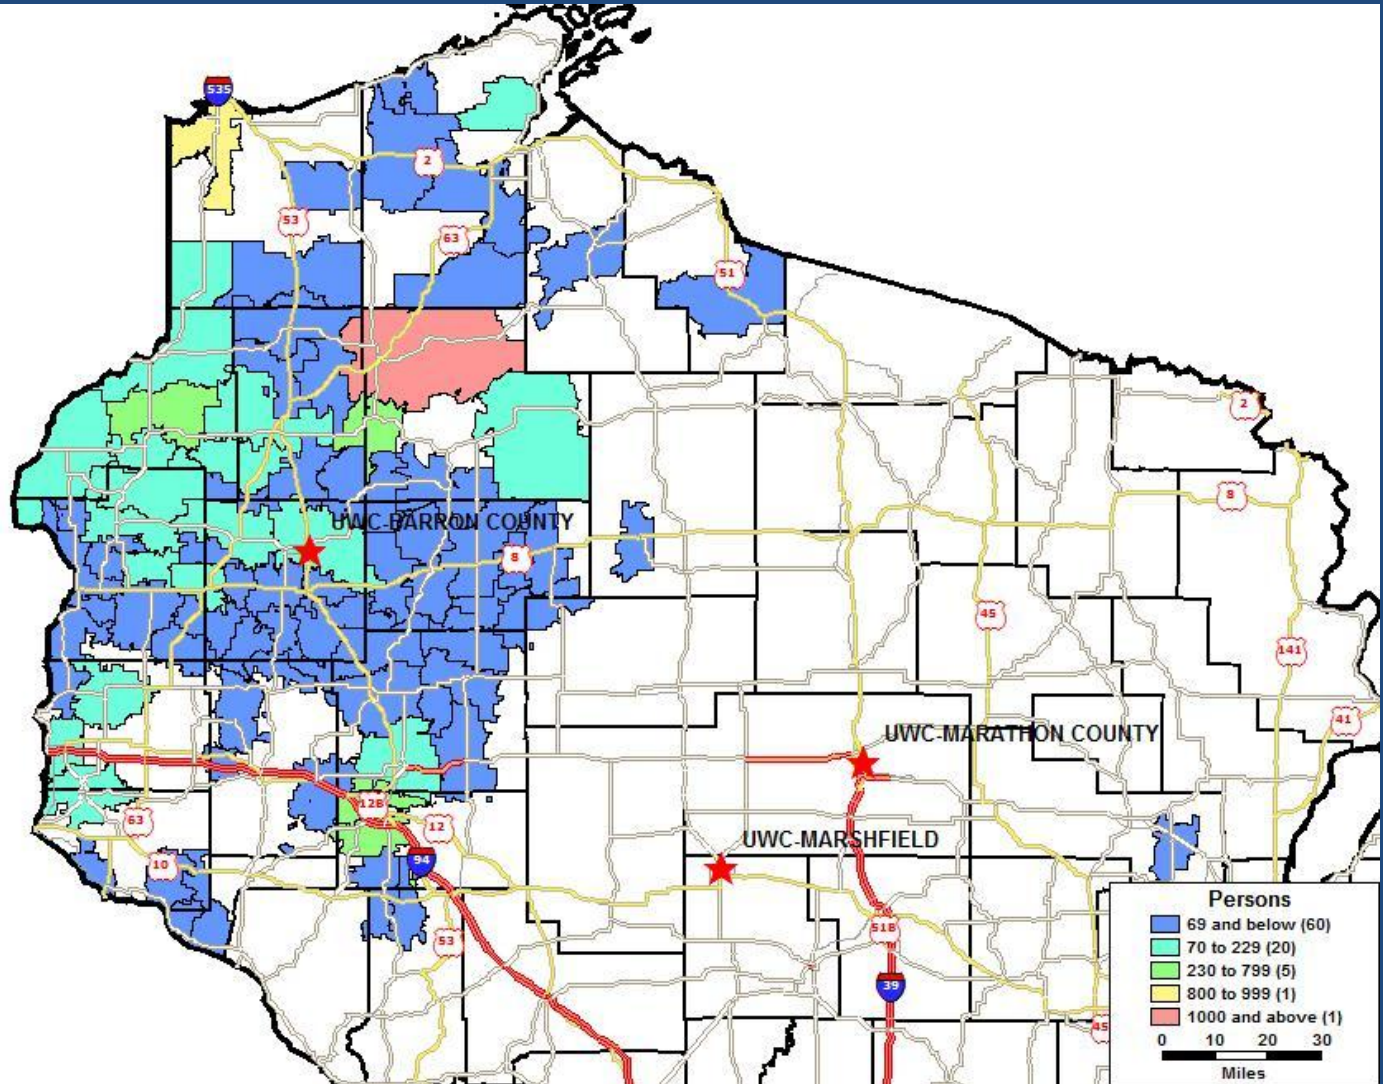 535
2
53
63
51
2
8
UWC-BARRON COUNTY
8
45
141
41
UWC-MARATHON COUNTY
12B
63
12
UWC-MARSHFIELD
10
94
53
51B
39
45
Persons
69 and below (60)
70 to 229 (20)
230 to 799 (5)
800 to 999 (1)
1000 and above (1)
0 10 20 30
Miles